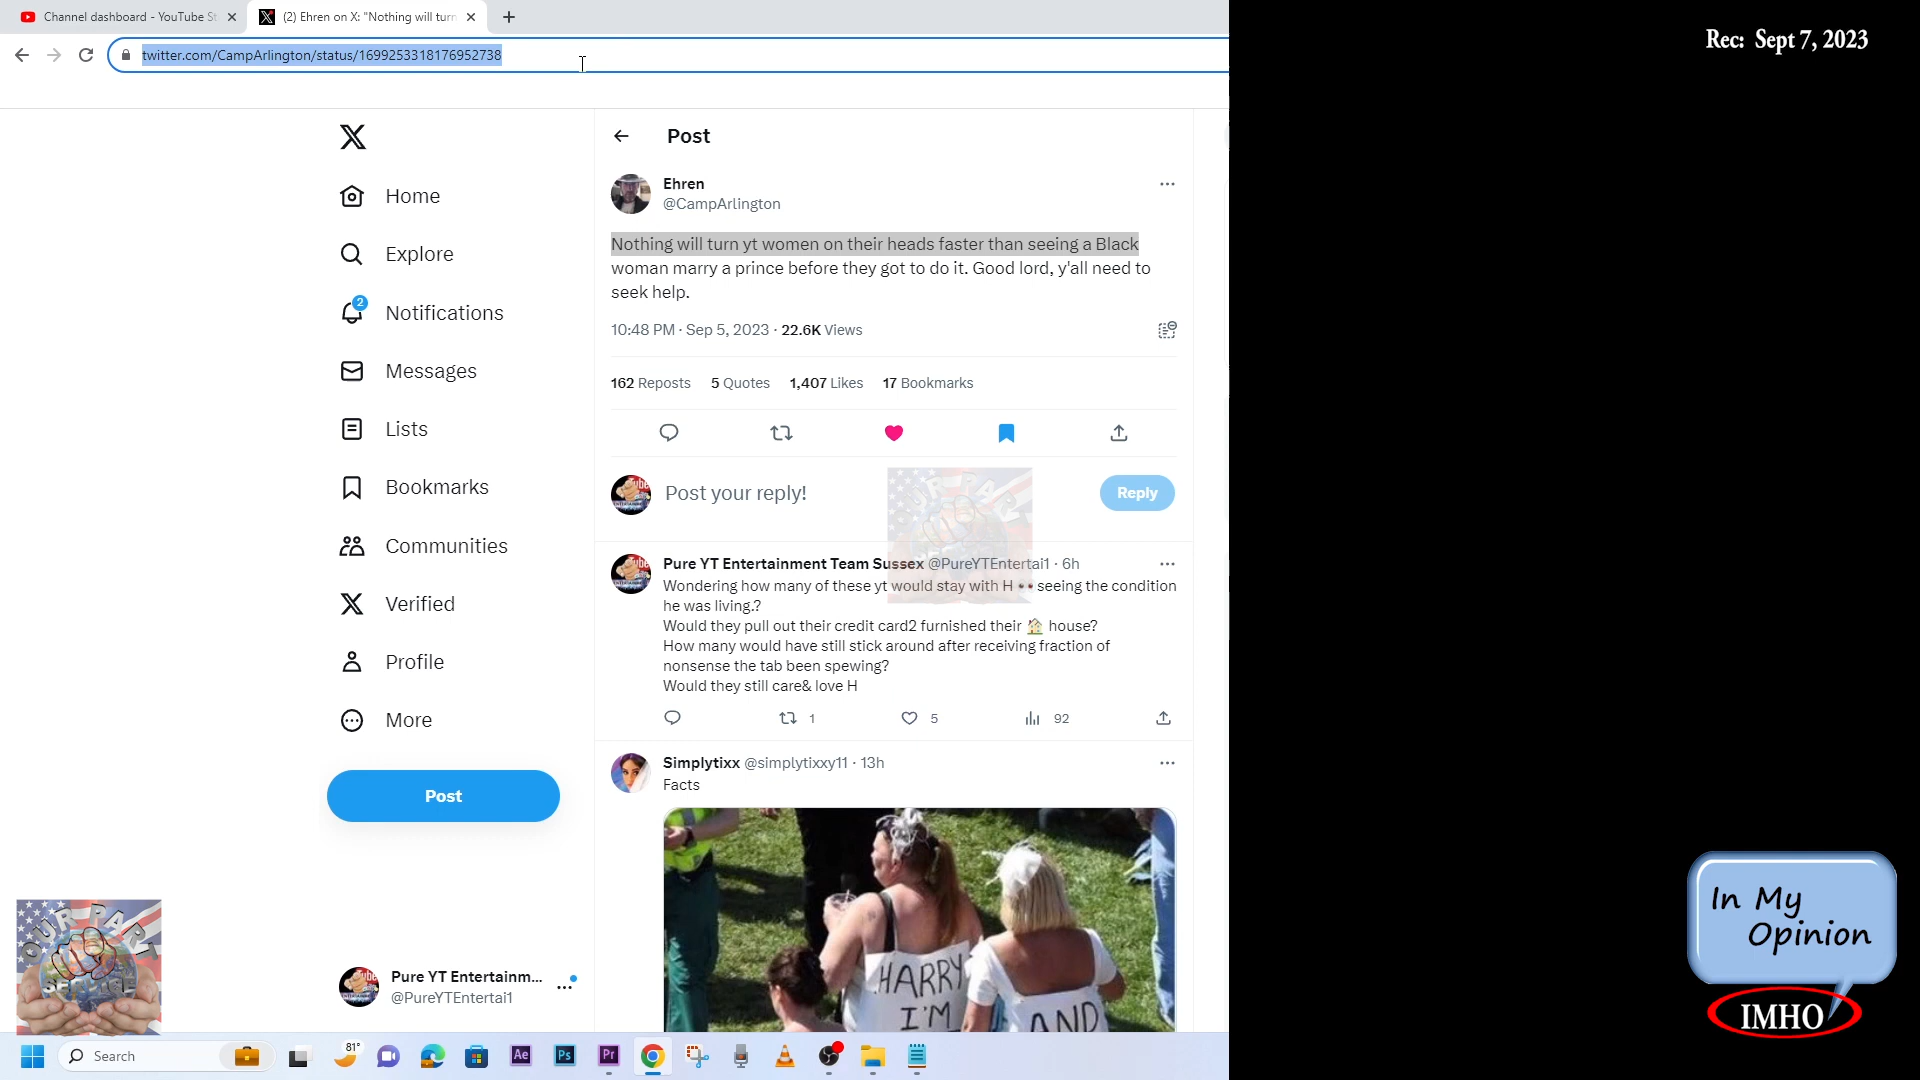 Channel dashboard - YouTube St
(2) Ehren on X: "Nothing will turn
Rec: Sept 7, 2023
twitter.com/CampArlington/status/1699253318176952738
Post
Ehren
@CampArlington
Home
Explore
2
Notifications
Messages
Lists
Bookmarks
Communities
Verified
Profile
More
Post
Nothing will turn yt women on their heads faster than seeing a Black
woman marry a prince before they got to do it. Good lord, y'all need to
seek help.
10:48 PM · Sep 5, 2023 · 22.6K Views
162 Reposts 5 Quotes 1,407 Likes 17 Bookmarks
Post your reply!
Reply
Pure YT Entertainment Team Sussex @PureYTEntertai1 · 6h
Wondering how many of these yt would stay with H 👀 seeing the condition
he was living.?
Would they pull out their credit card2 furnished their 🏠 house?
How many would have still stick around after receiving fraction of
nonsense the tab been spewing?
Would they still care& love H
1 5 92
Simplytixx @simplytixxy11 · 13h
Facts
HARRY
I'M
AND
Pure YT Entertainm...
@PureYTEntertai1
OUR PART
SERVICE
In My
Opinion
IMHO
Search
81°
Ae
Ps
Pr